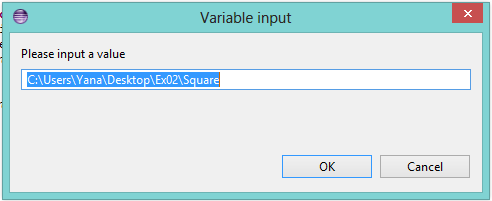 Variable input
Please input a value
C:\Users\Yana\Desktop\Ex02\Square
OK
Cancel